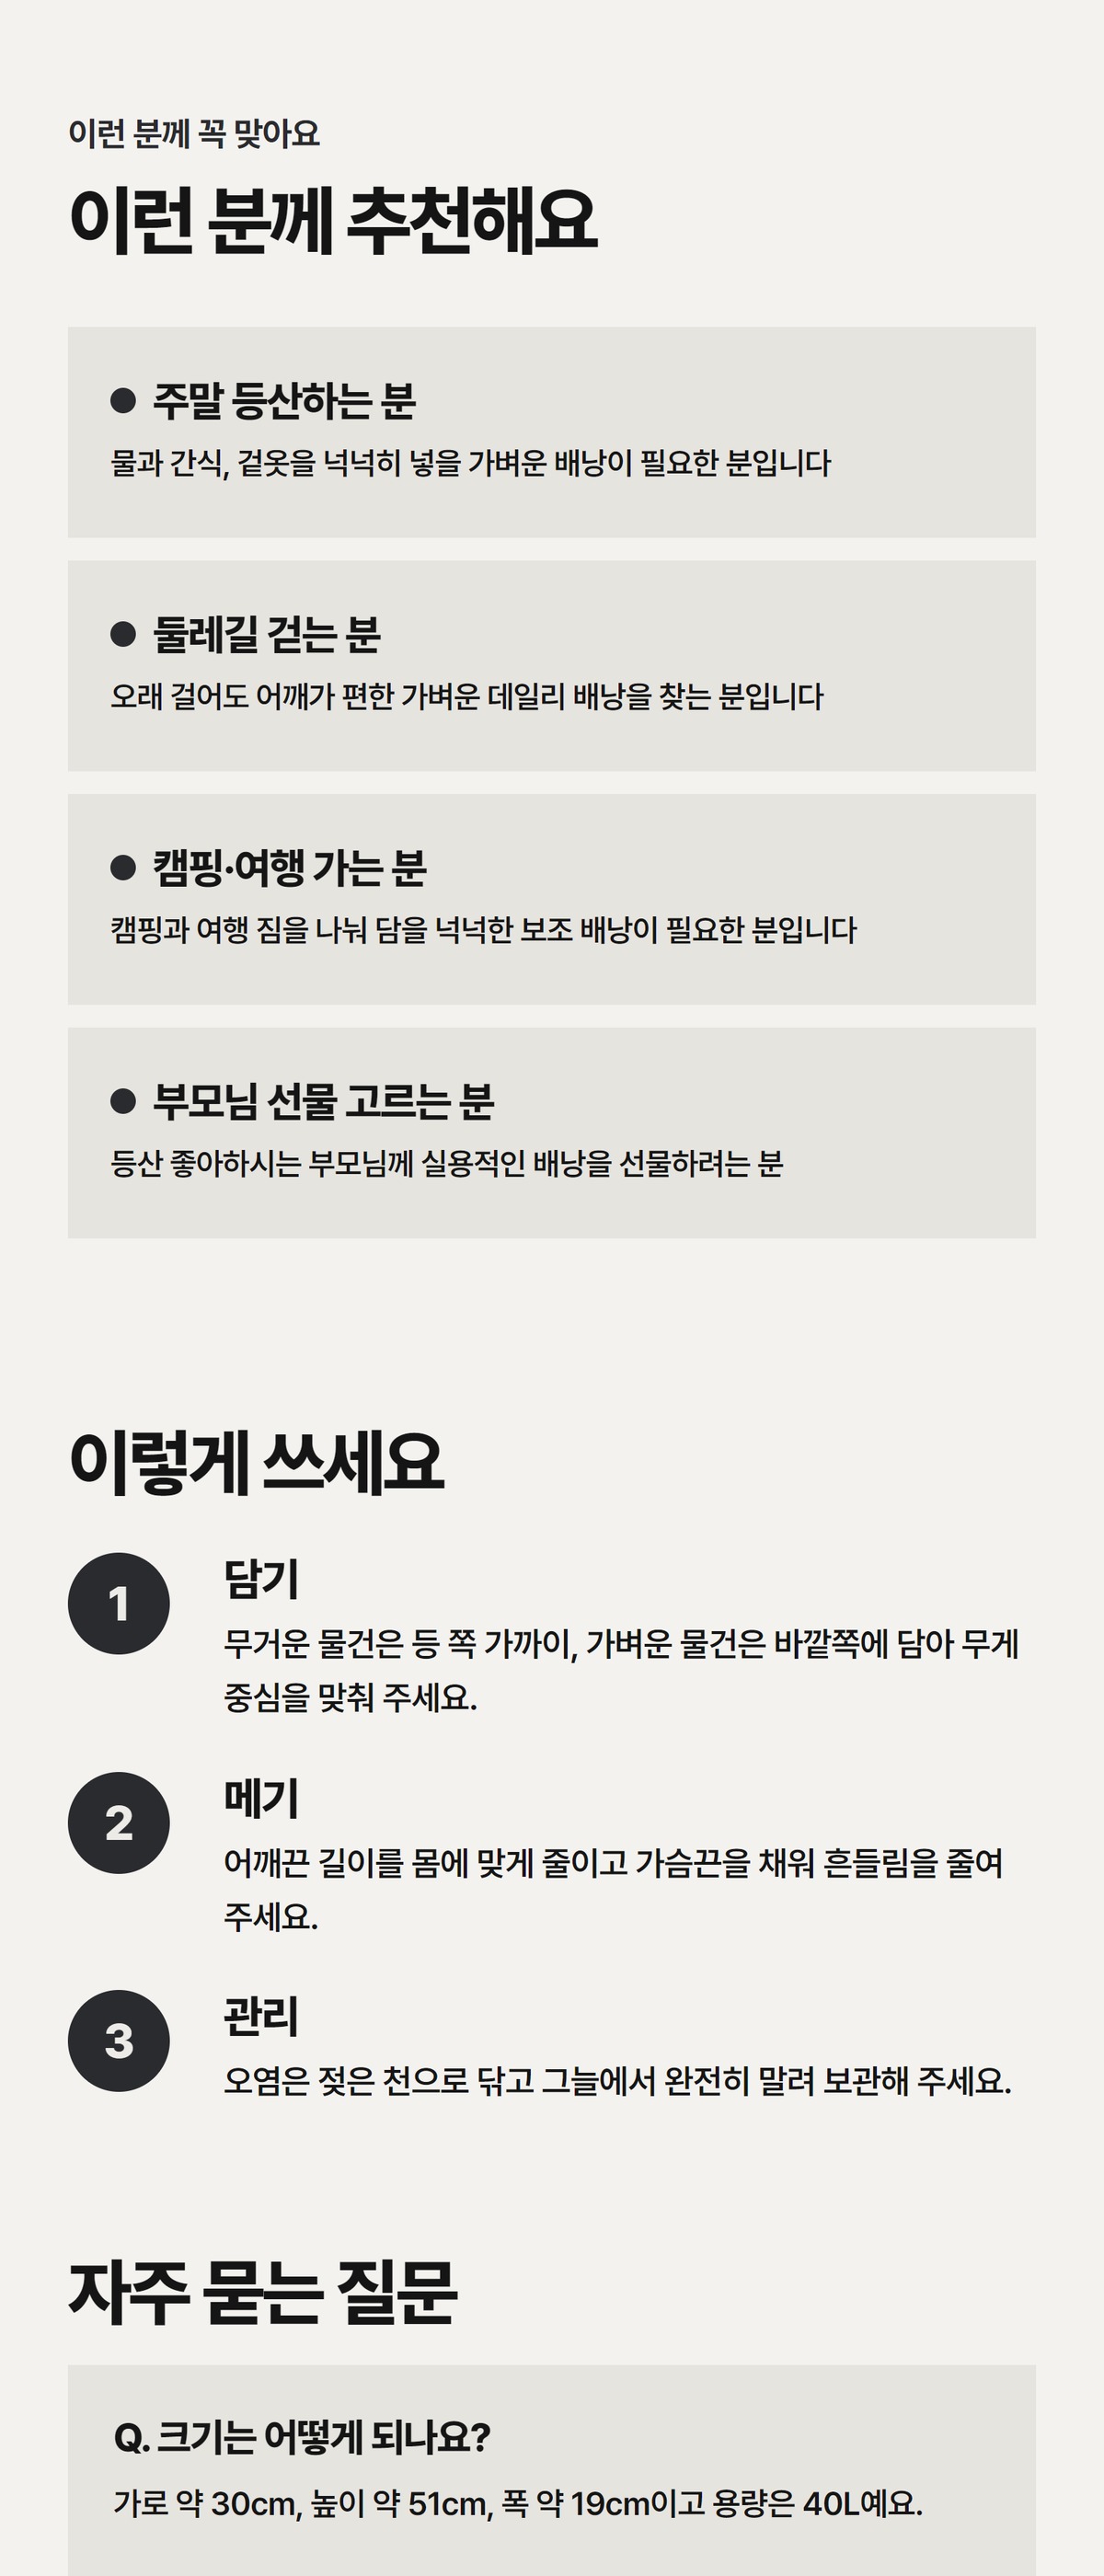 이런 분께 꼭 맞아요
이런 분께 추천해요
주말 등산하는 분
물과 간식, 겉옷을 넉넉히 넣을 가벼운 배낭이 필요한 분입니다
둘레길 걷는 분
오래 걸어도 어깨가 편한 가벼운 데일리 배낭을 찾는 분입니다
캠핑·여행 가는 분
캠핑과 여행 짐을 나눠 담을 넉넉한 보조 배낭이 필요한 분입니다
부모님 선물 고르는 분
등산 좋아하시는 부모님께 실용적인 배낭을 선물하려는 분
이렇게 쓰세요
1
담기
무거운 물건은 등 쪽 가까이, 가벼운 물건은 바깥쪽에 담아 무게
중심을 맞춰 주세요.
2
메기
어깨끈 길이를 몸에 맞게 줄이고 가슴끈을 채워 흔들림을 줄여
주세요.
3
관리
오염은 젖은 천으로 닦고 그늘에서 완전히 말려 보관해 주세요.
자주 묻는 질문
Q. 크기는 어떻게 되나요?
가로 약 30cm, 높이 약 51cm, 폭 약 19cm이고 용량은 40L예요.